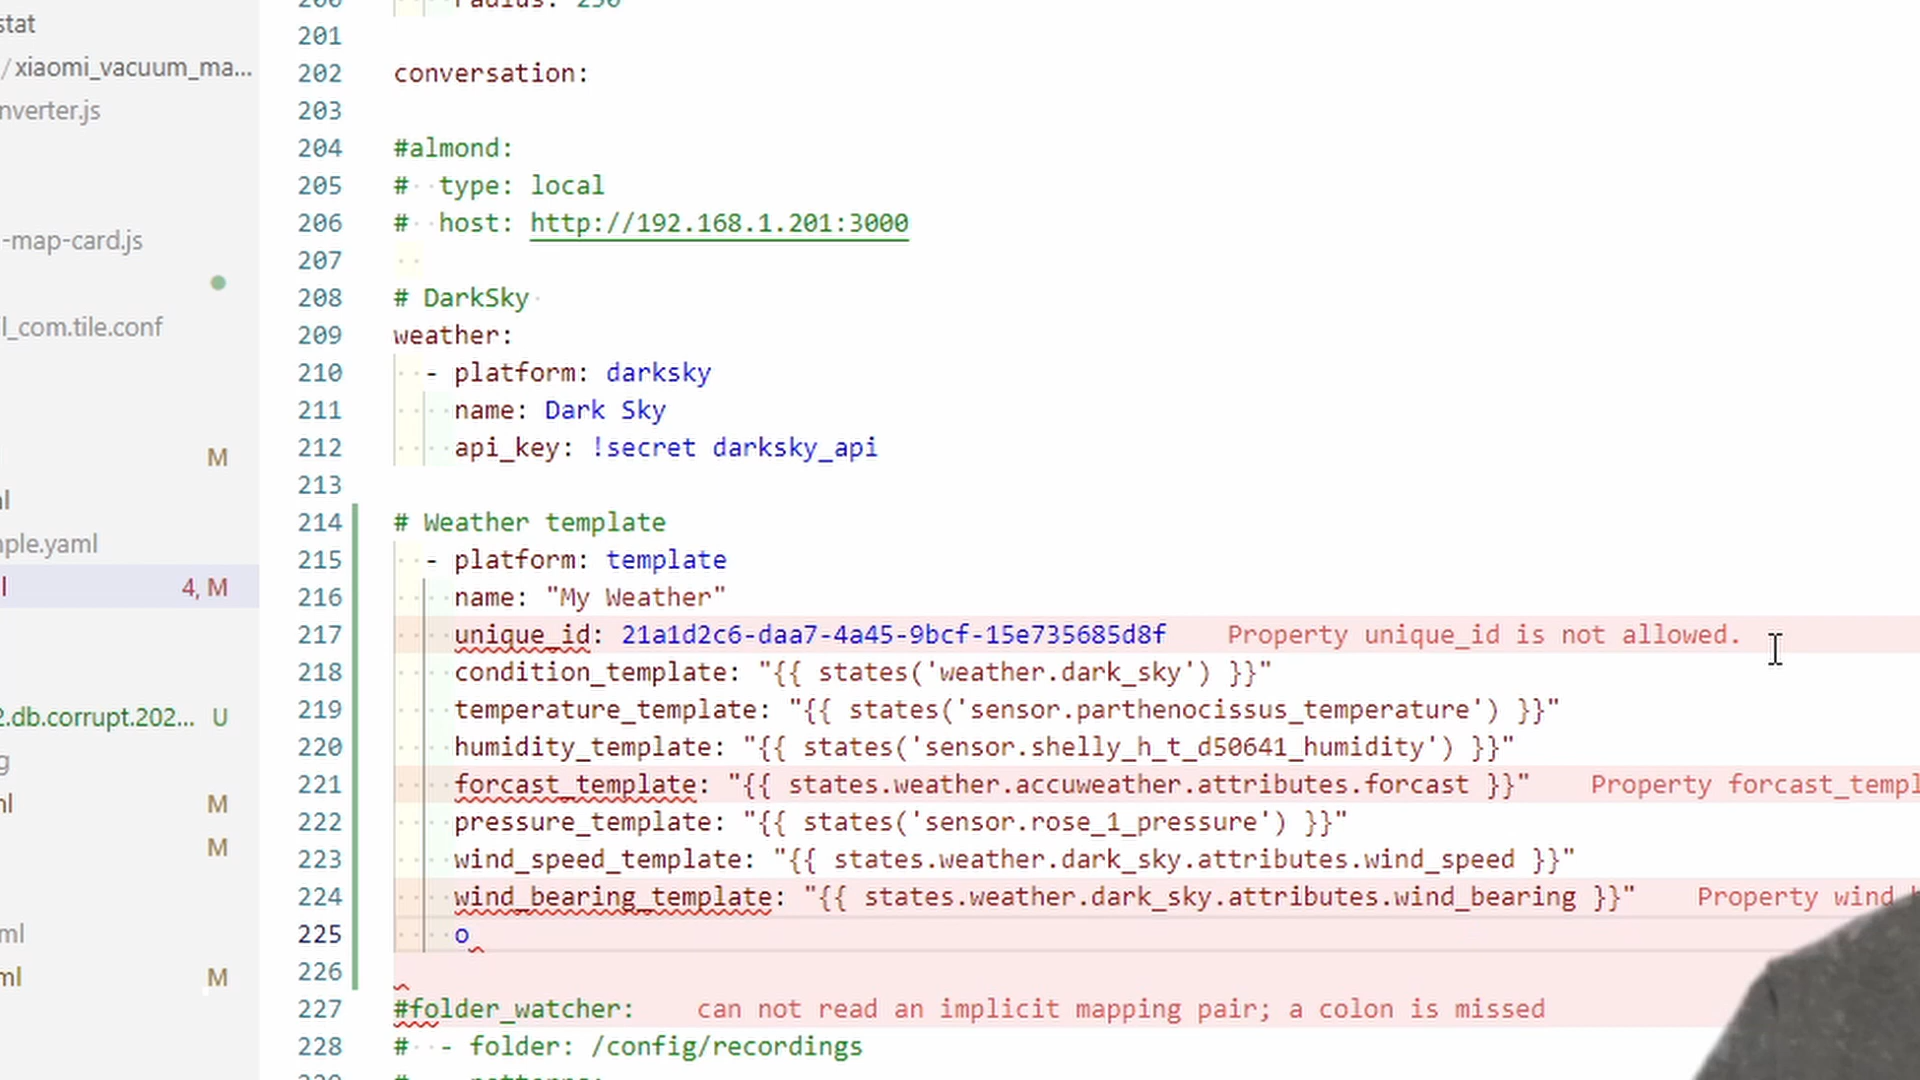 stat
/xiaomi_vacuum_ma...
nverter.js
-map-card.js
l_com.tile.conf
M
nple.yaml
4, M
2.db.corrupt.202... U
g
M
M
ml
ml M
radius: 250
201
202 conversation:
203
204 #almond:
205 # type: local
206 # host: http://192.168.1.201:3000
207
208 # DarkSky
209 weather:
210 - platform: darksky
211 name: Dark Sky
212 api_key: !secret darksky_api
213
214 # Weather template
215 - platform: template
216 name: "My Weather"
217 unique_id: 21a1d2c6-daa7-4a45-9bcf-15e735685d8f Property unique_id is not allowed.
218 condition_template: "{{ states('weather.dark_sky') }}"
219 temperature_template: "{{ states('sensor.parthenocissus_temperature') }}"
220 humidity_template: "{{ states('sensor.shelly_h_t_d50641_humidity') }}"
221 forcast_template: "{{ states.weather.accuweather.attributes.forcast }}" Property forcast_templ
222 pressure_template: "{{ states('sensor.rose_1_pressure') }}"
223 wind_speed_template: "{{ states.weather.dark_sky.attributes.wind_speed }}"
224 wind_bearing_template: "{{ states.weather.dark_sky.attributes.wind_bearing }}" Property wind
225 o
226
227 #folder_watcher: can not read an implicit mapping pair; a colon is missed
228 # - folder: /config/recordings